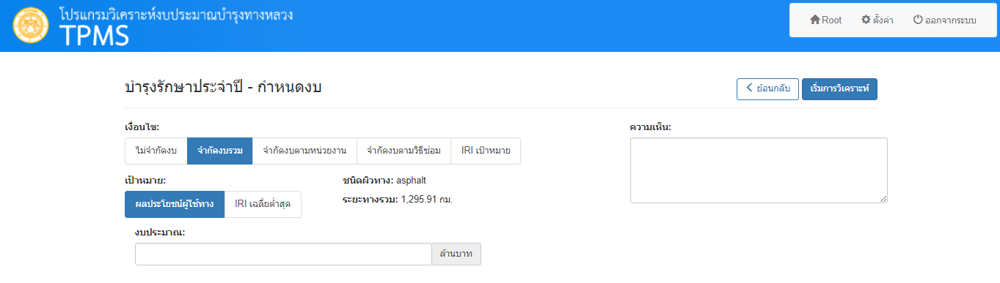 โปรแกรมวิเคราะห์งบประมาณบำรุงทางหลวง
TPMS
Root ตั้งค่า ออกจากระบบ
บำรุงรักษาประจำปี - กำหนดงบ
ย้อนกลับ เริ่มการวิเคราะห์
เงื่อนไข: ความเห็น:
ไม่จำกัดงบ จำกัดงบรวม จำกัดงบตามหน่วยงาน จำกัดงบตามวิธีซ่อม IRI เป้าหมาย
เป้าหมาย: ชนิดผิวทาง: asphalt
ผลประโยชน์ผู้ใช้ทาง IRI เฉลี่ยต่ำสุด ระยะทางรวม: 1,295.91 กม.
งบประมาณ:
ล้านบาท